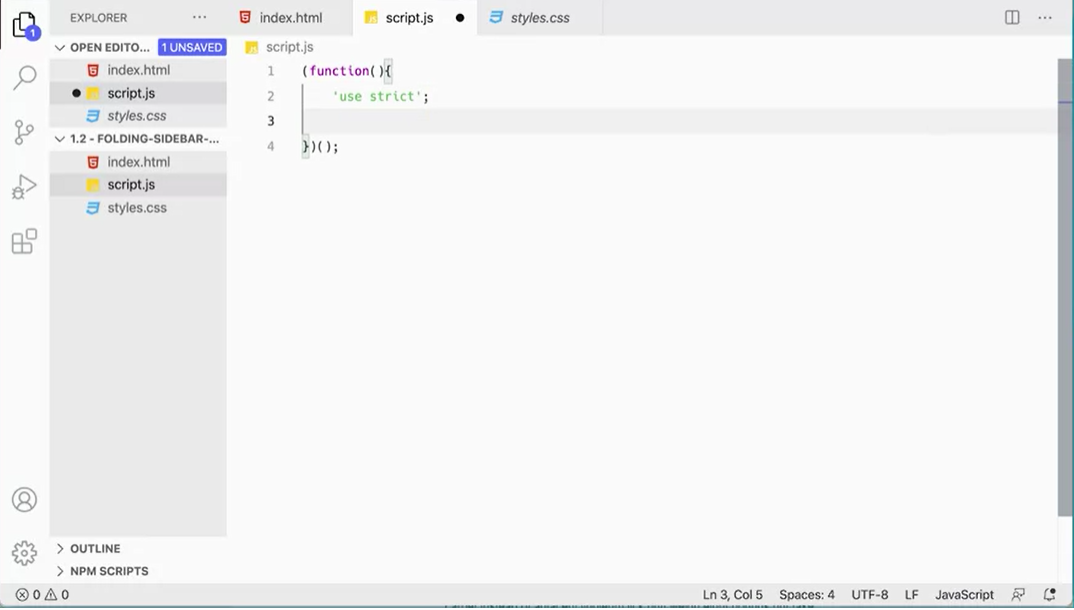 EXPLORER
index.html
script.js
styles.css
1
OPEN EDITO...
1 UNSAVED
index.html
script.js
styles.css
1.2 - FOLDING-SIDEBAR-...
index.html
script.js
styles.css
script.js
1 (function(){
2 'use strict';
3
4 })();
OUTLINE
NPM SCRIPTS
0 0
Ln 3, Col 5
Spaces: 4
UTF-8
LF
JavaScript